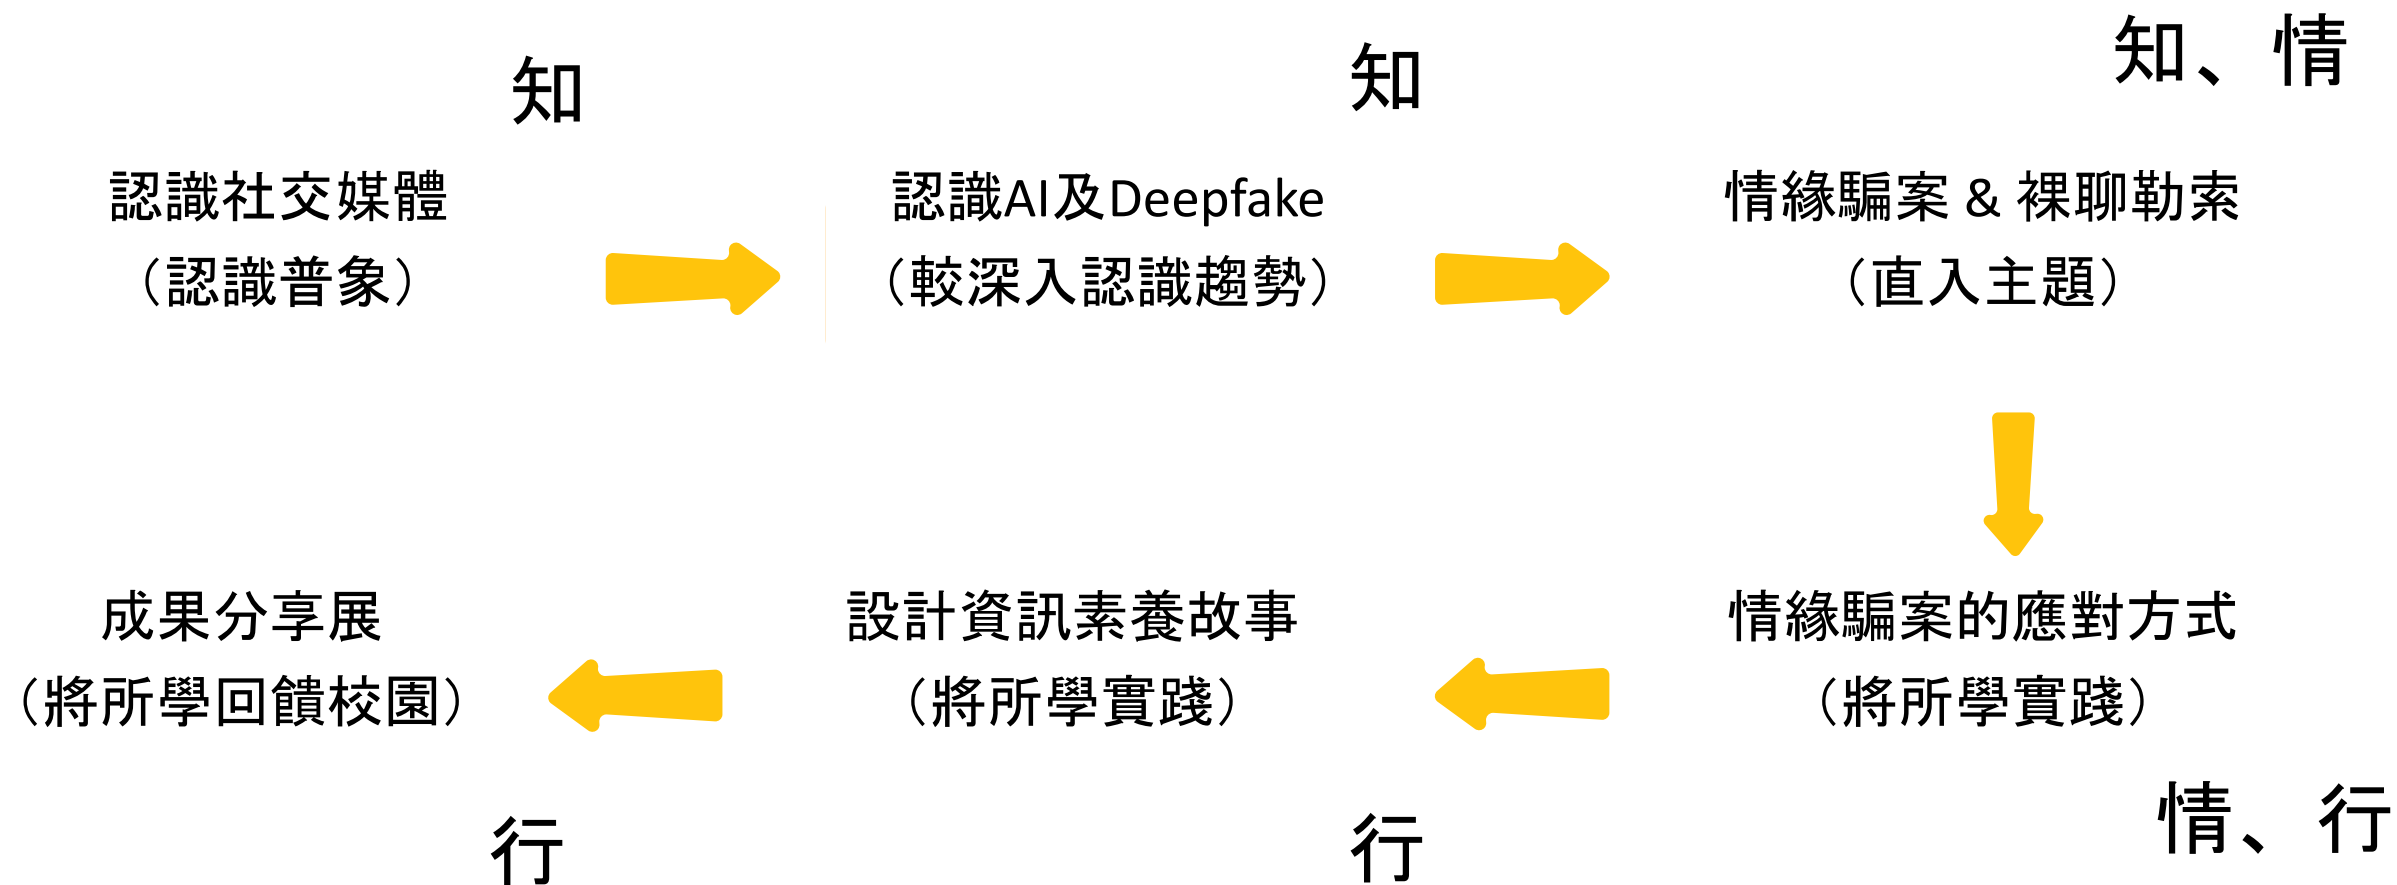 知
認識社交媒體
（認識普象）
知
認識AI及Deepfake
（較深入認識趨勢）
知、情
情緣騙案 & 裸聊勒索
（直入主題）
情緣騙案的應對方式
（將所學實踐）
情、行
設計資訊素養故事
（將所學實踐）
行
成果分享展
（將所學回饋校園）
行